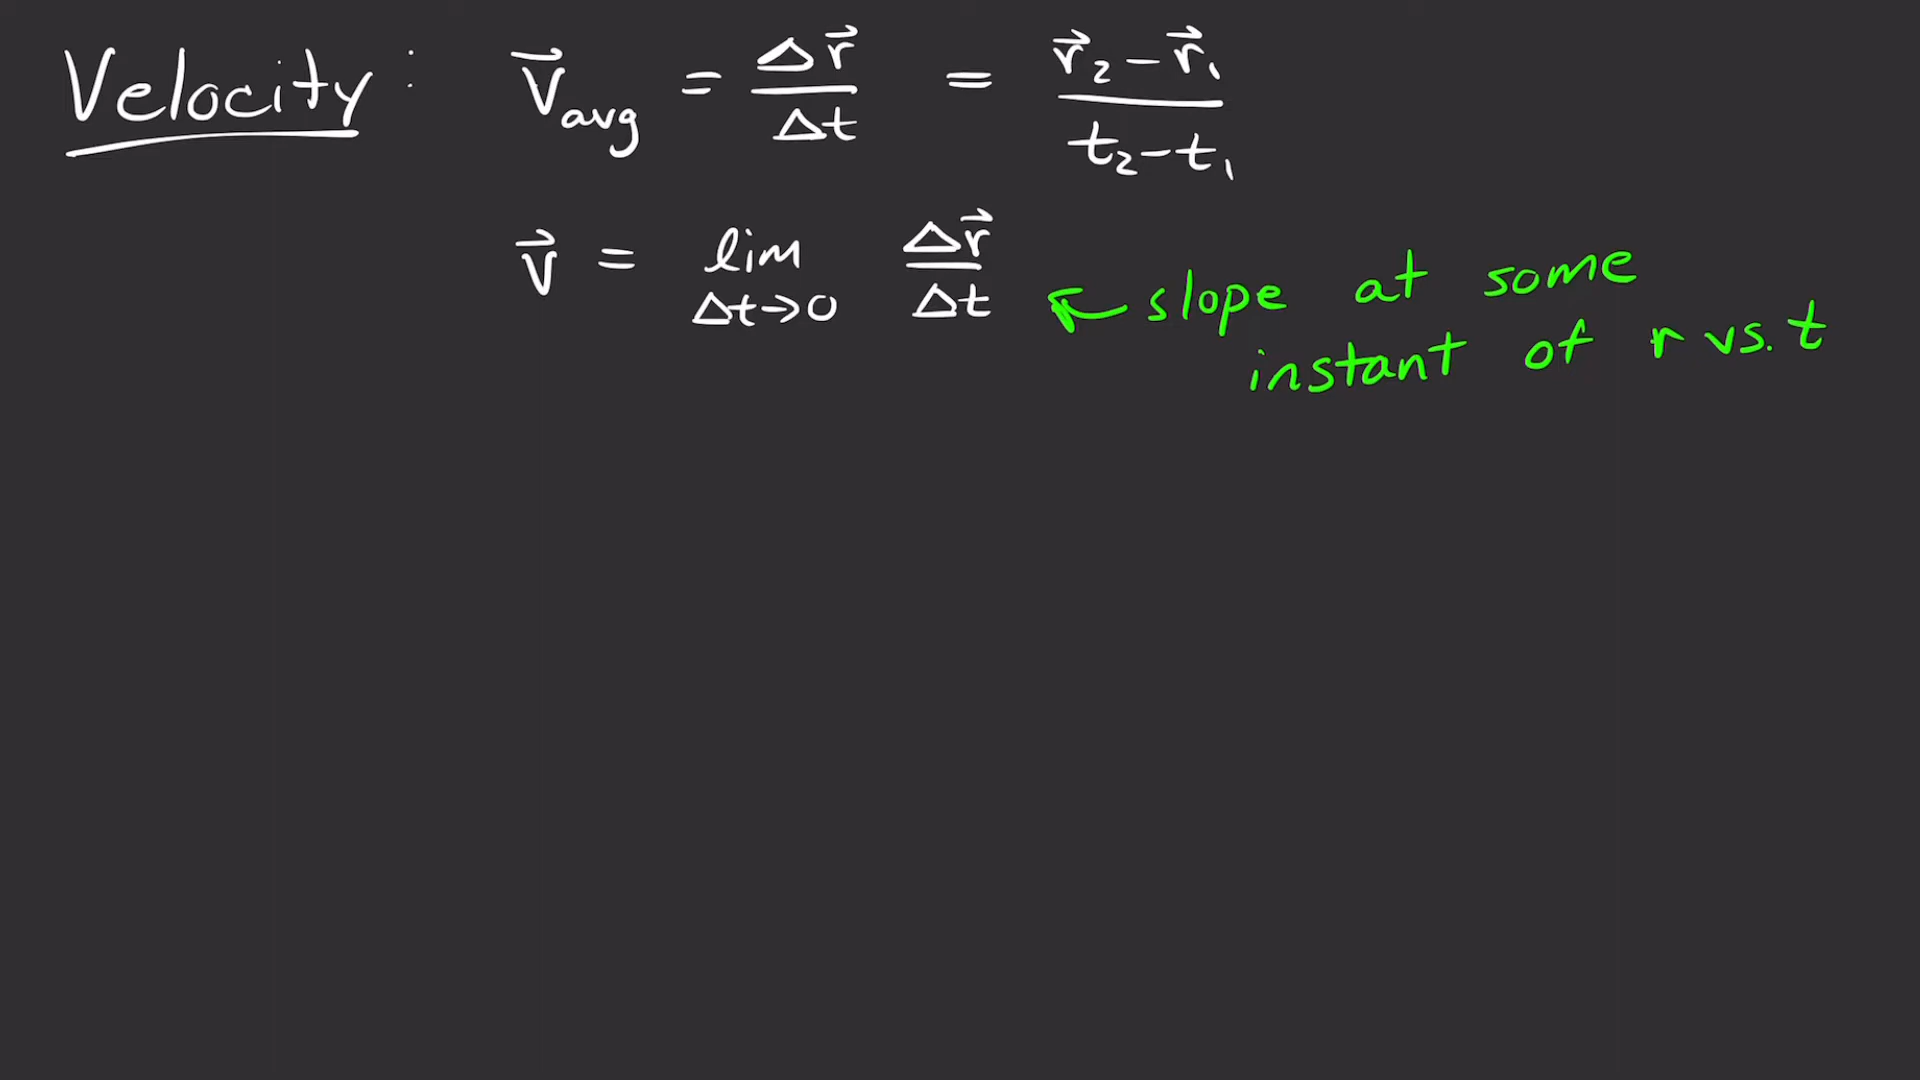 Velocity: v⃗avg = Δr⃗/Δt = (r⃗₂ − r⃗₁)/(t₂ − t₁)
v⃗ = lim Δt→0 Δr⃗/Δt
slope at some
instant of r vs. t